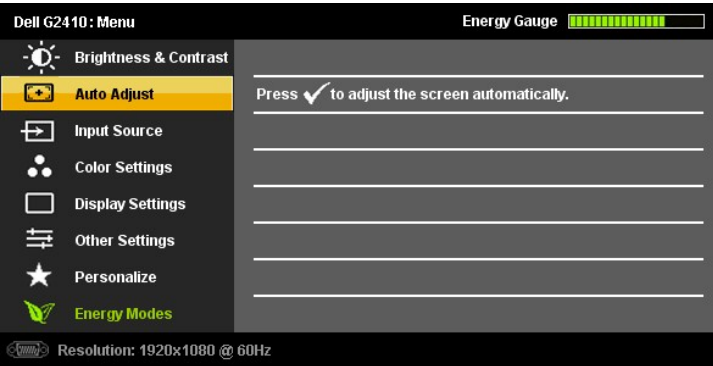 Dell G2410 : Menu
Energy Gauge
Brightness & Contrast
Auto Adjust
Press ✓ to adjust the screen automatically.
Input Source
Color Settings
Display Settings
Other Settings
Personalize
Energy Modes
Resolution: 1920x1080 @ 60Hz